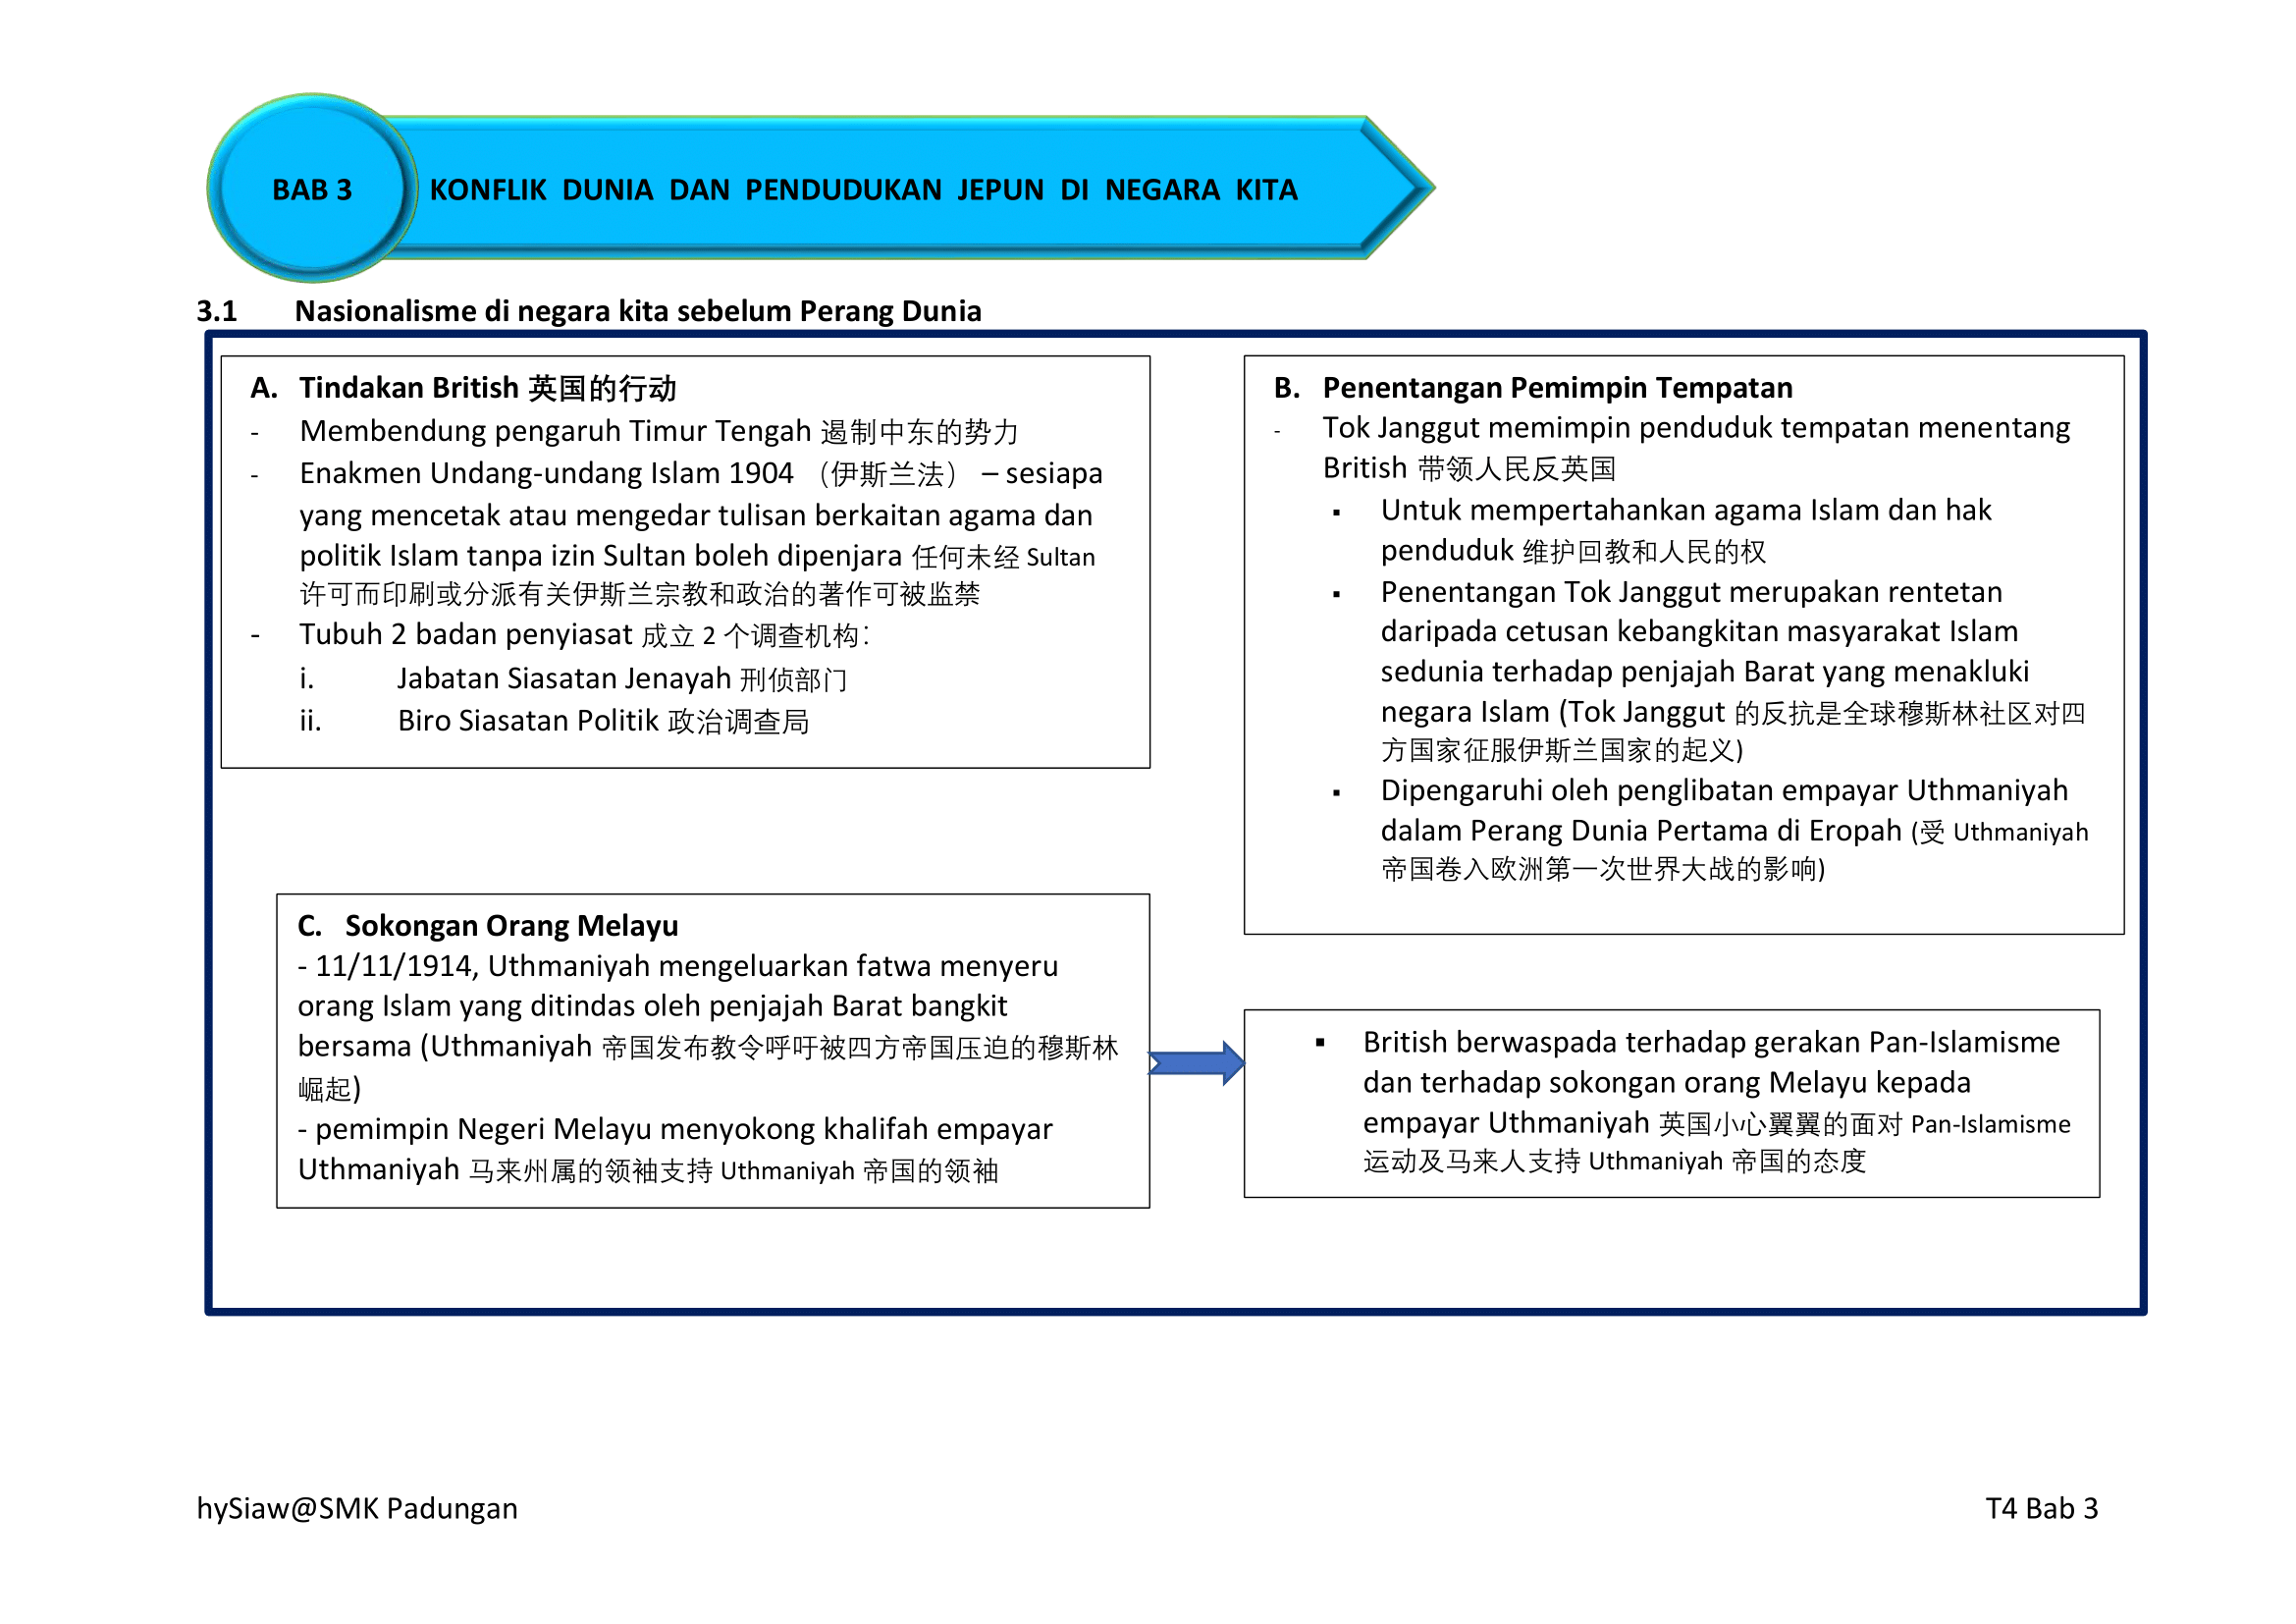 BAB 3
KONFLIK DUNIA DAN PENDUDUKAN JEPUN DI NEGARA KITA
3.1 Nasionalisme di negara kita sebelum Perang Dunia
A. Tindakan British 英国的行动
- Membendung pengaruh Timur Tengah 遏制中东的势力
- Enakmen Undang-undang Islam 1904 （伊斯兰法） – sesiapa
yang mencetak atau mengedar tulisan berkaitan agama dan
politik Islam tanpa izin Sultan boleh dipenjara 任何未经 Sultan
许可而印刷或分派有关伊斯兰宗教和政治的著作可被监禁
- Tubuh 2 badan penyiasat 成立 2 个调查机构：
i. Jabatan Siasatan Jenayah 刑侦部门
ii. Biro Siasatan Politik 政治调查局
B. Penentangan Pemimpin Tempatan
- Tok Janggut memimpin penduduk tempatan menentang
British 带领人民反英国
▪ Untuk mempertahankan agama Islam dan hak
penduduk 维护回教和人民的权
▪ Penentangan Tok Janggut merupakan rentetan
daripada cetusan kebangkitan masyarakat Islam
sedunia terhadap penjajah Barat yang menakluki
negara Islam (Tok Janggut 的反抗是全球穆斯林社区对四
方国家征服伊斯兰国家的起义)
▪ Dipengaruhi oleh penglibatan empayar Uthmaniyah
dalam Perang Dunia Pertama di Eropah (受 Uthmaniyah
帝国卷入欧洲第一次世界大战的影响)
C. Sokongan Orang Melayu
- 11/11/1914, Uthmaniyah mengeluarkan fatwa menyeru
orang Islam yang ditindas oleh penjajah Barat bangkit
bersama (Uthmaniyah 帝国发布教令呼吁被四方帝国压迫的穆斯林
崛起)
- pemimpin Negeri Melayu menyokong khalifah empayar
Uthmaniyah 马来州属的领袖支持 Uthmaniyah 帝国的领袖
▪ British berwaspada terhadap gerakan Pan-Islamisme
dan terhadap sokongan orang Melayu kepada
empayar Uthmaniyah 英国小心翼翼的面对 Pan-Islamisme
运动及马来人支持 Uthmaniyah 帝国的态度
hySiaw@SMK Padungan
T4 Bab 3